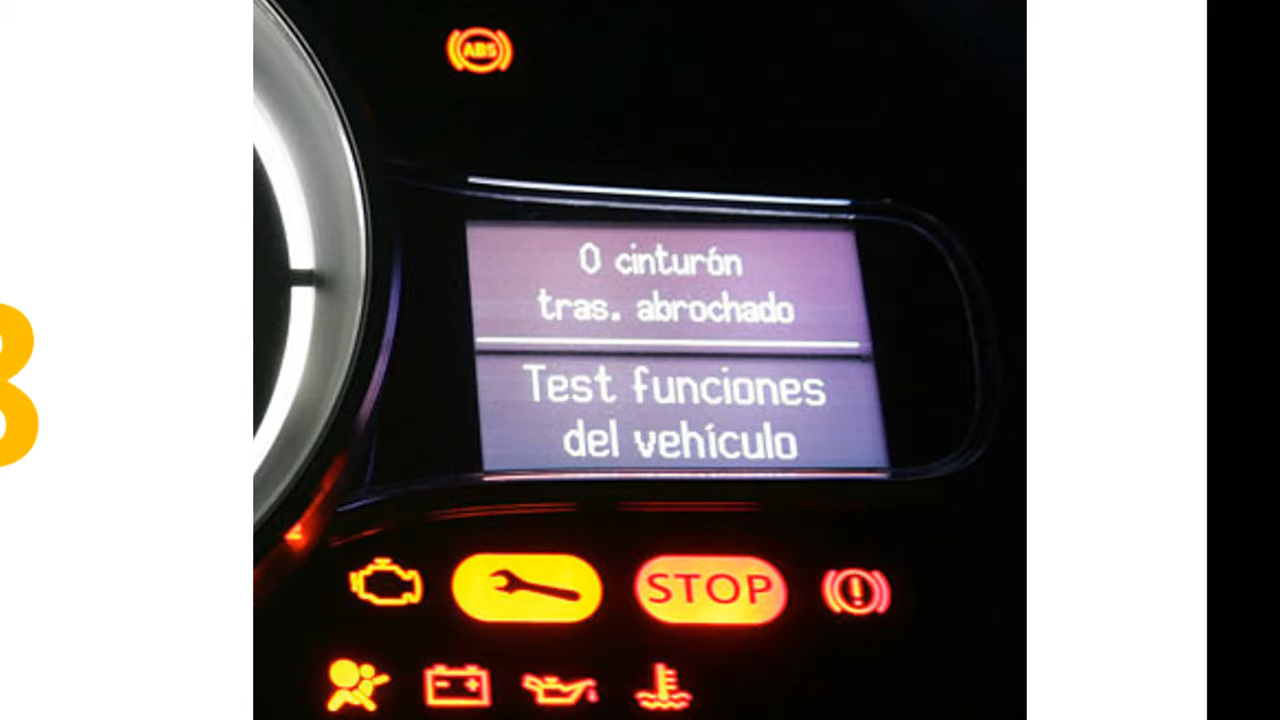 ABS
0 cinturón
tras. abrochado
Test funciones
del vehículo
STOP